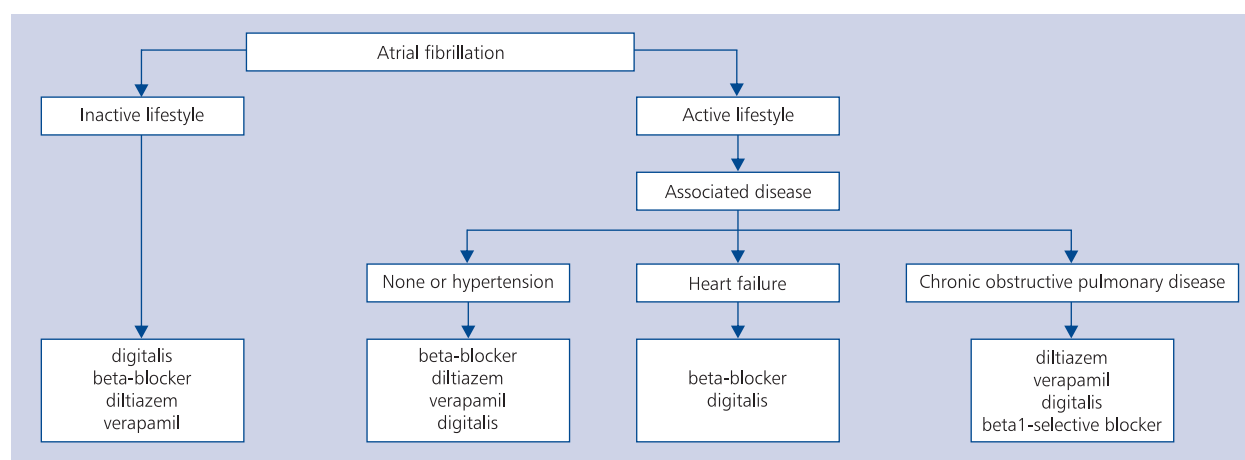 Atrial fibrillation
Inactive lifestyle
Active lifestyle
Associated disease
None or hypertension
Heart failure
Chronic obstructive pulmonary disease
digitalis
beta-blocker
diltiazem
verapamil
beta-blocker
diltiazem
verapamil
digitalis
beta-blocker
digitalis
diltiazem
verapamil
digitalis
beta1-selective blocker